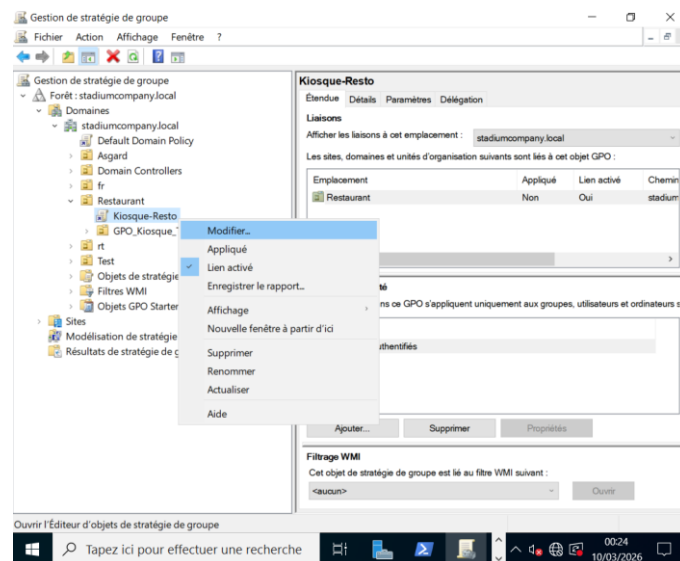 Gestion de stratégie de groupe
Fichier Action Affichage Fenêtre ?
Gestion de stratégie de groupe
Forêt : stadiumcompany.local
Domaines
stadiumcompany.local
Default Domain Policy
Asgard
Domain Controllers
fr
Restaurant
Kiosque-Resto
GPO_Kiosque_
rt
Test
Objets de stratégie
Filtres WMI
Objets GPO Starter
Sites
Modélisation de stratégie
Résultats de stratégie de g
Modifier...
Appliqué
Lien activé
Enregistrer le rapport...
Affichage
Nouvelle fenêtre à partir d'ici
Supprimer
Renommer
Actualiser
Aide
Kiosque-Resto
Étendue Détails Paramètres Délégation
Liaisons
Afficher les liaisons à cet emplacement : stadiumcompany.local
Les sites, domaines et unités d'organisation suivants sont liés à cet objet GPO :
Emplacement Appliqué Lien activé Chemin
Restaurant Non Oui stadium
té
ns ce GPO s'appliquent uniquement aux groupes, utilisateurs et ordinateurs s
uthentifiés
Ajouter... Supprimer Propriétés
Filtrage WMI
Cet objet de stratégie de groupe est lié au filtre WMI suivant :
<aucun> Ouvrir
Ouvrir l'Éditeur d'objets de stratégie de groupe
Tapez ici pour effectuer une recherche
00:24
10/03/2026